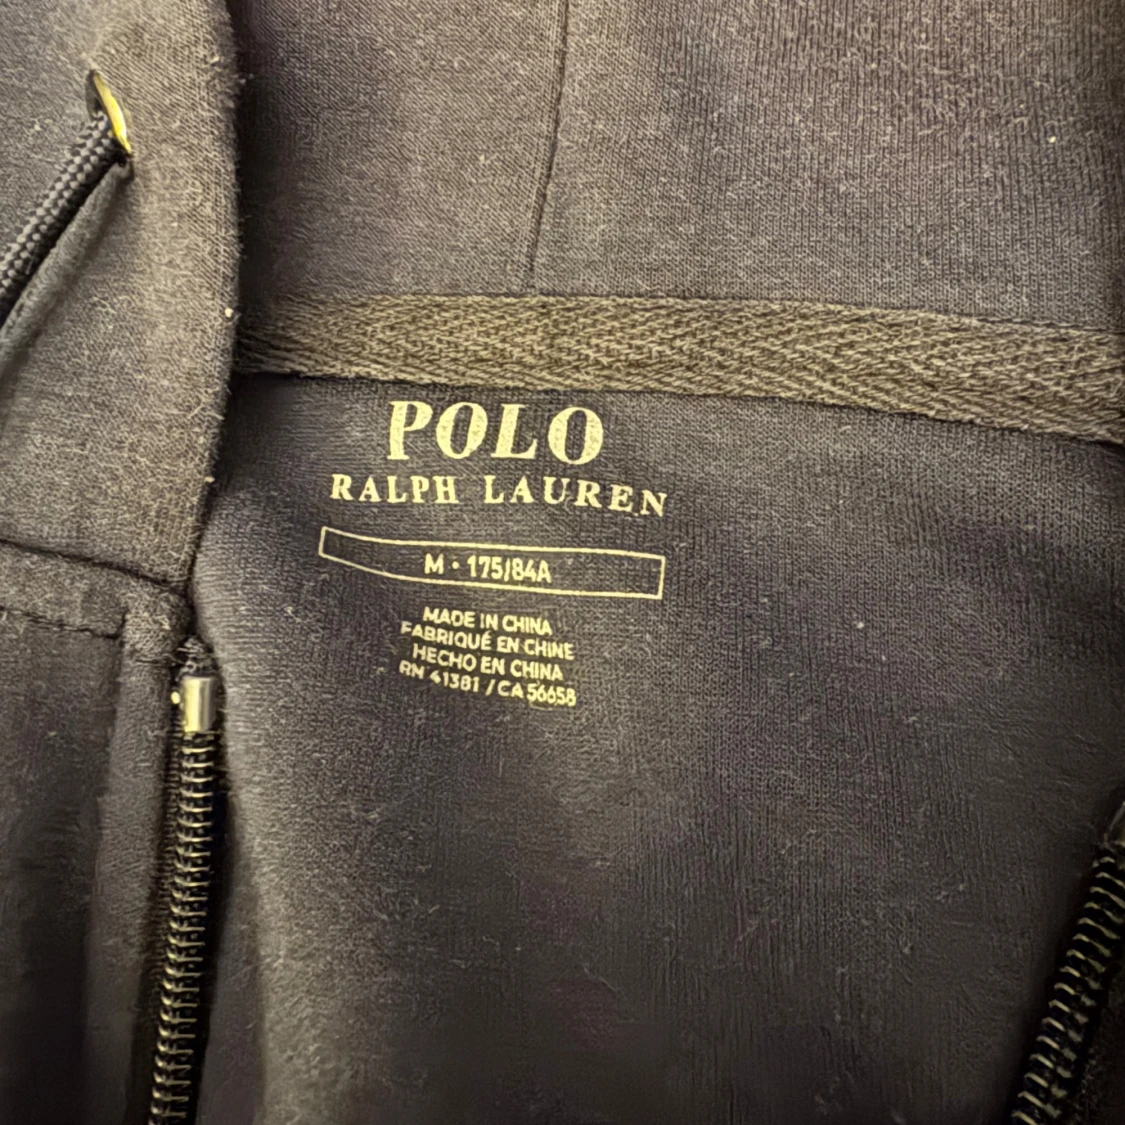 POLO
RALPH LAUREN
M • 175/84A
MADE IN CHINA
FABRIQUÉ EN CHINE
HECHO EN CHINA
RN 41381 / CA 56658